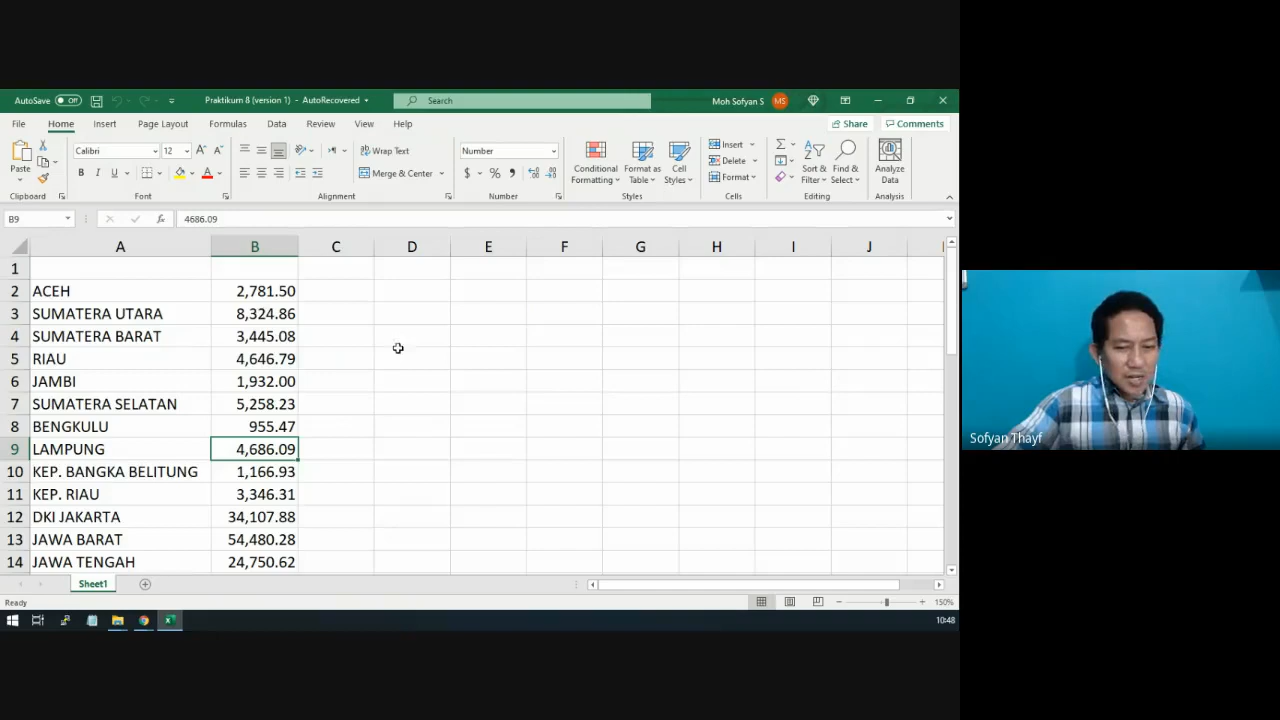 AutoSave Off Praktikum 8 (version 1) - AutoRecovered Search Moh Sofyan S MS
File Home Insert Page Layout Formulas Data Review View Help Share Comments
Paste Calibri 12 Wrap Text Number Insert
Conditional Formatting Format as Table Cell Styles Delete Sort & Filter Find & Select Analyze Data
B I U Merge & Center $ % , Format
Clipboard Font Alignment Number Styles Cells Editing Analysis
B9 fx 4686.09
A B C D E F G H I J
1
2 ACEH 2,781.50
3 SUMATERA UTARA 8,324.86
4 SUMATERA BARAT 3,445.08
5 RIAU 4,646.79
6 JAMBI 1,932.00
7 SUMATERA SELATAN 5,258.23
8 BENGKULU 955.47
9 LAMPUNG 4,686.09
10 KEP. BANGKA BELITUNG 1,166.93
11 KEP. RIAU 3,346.31
12 DKI JAKARTA 34,107.88
13 JAWA BARAT 54,480.28
14 JAWA TENGAH 24,750.62
Sheet1
Ready 150%
10:48
Sofyan Thayf